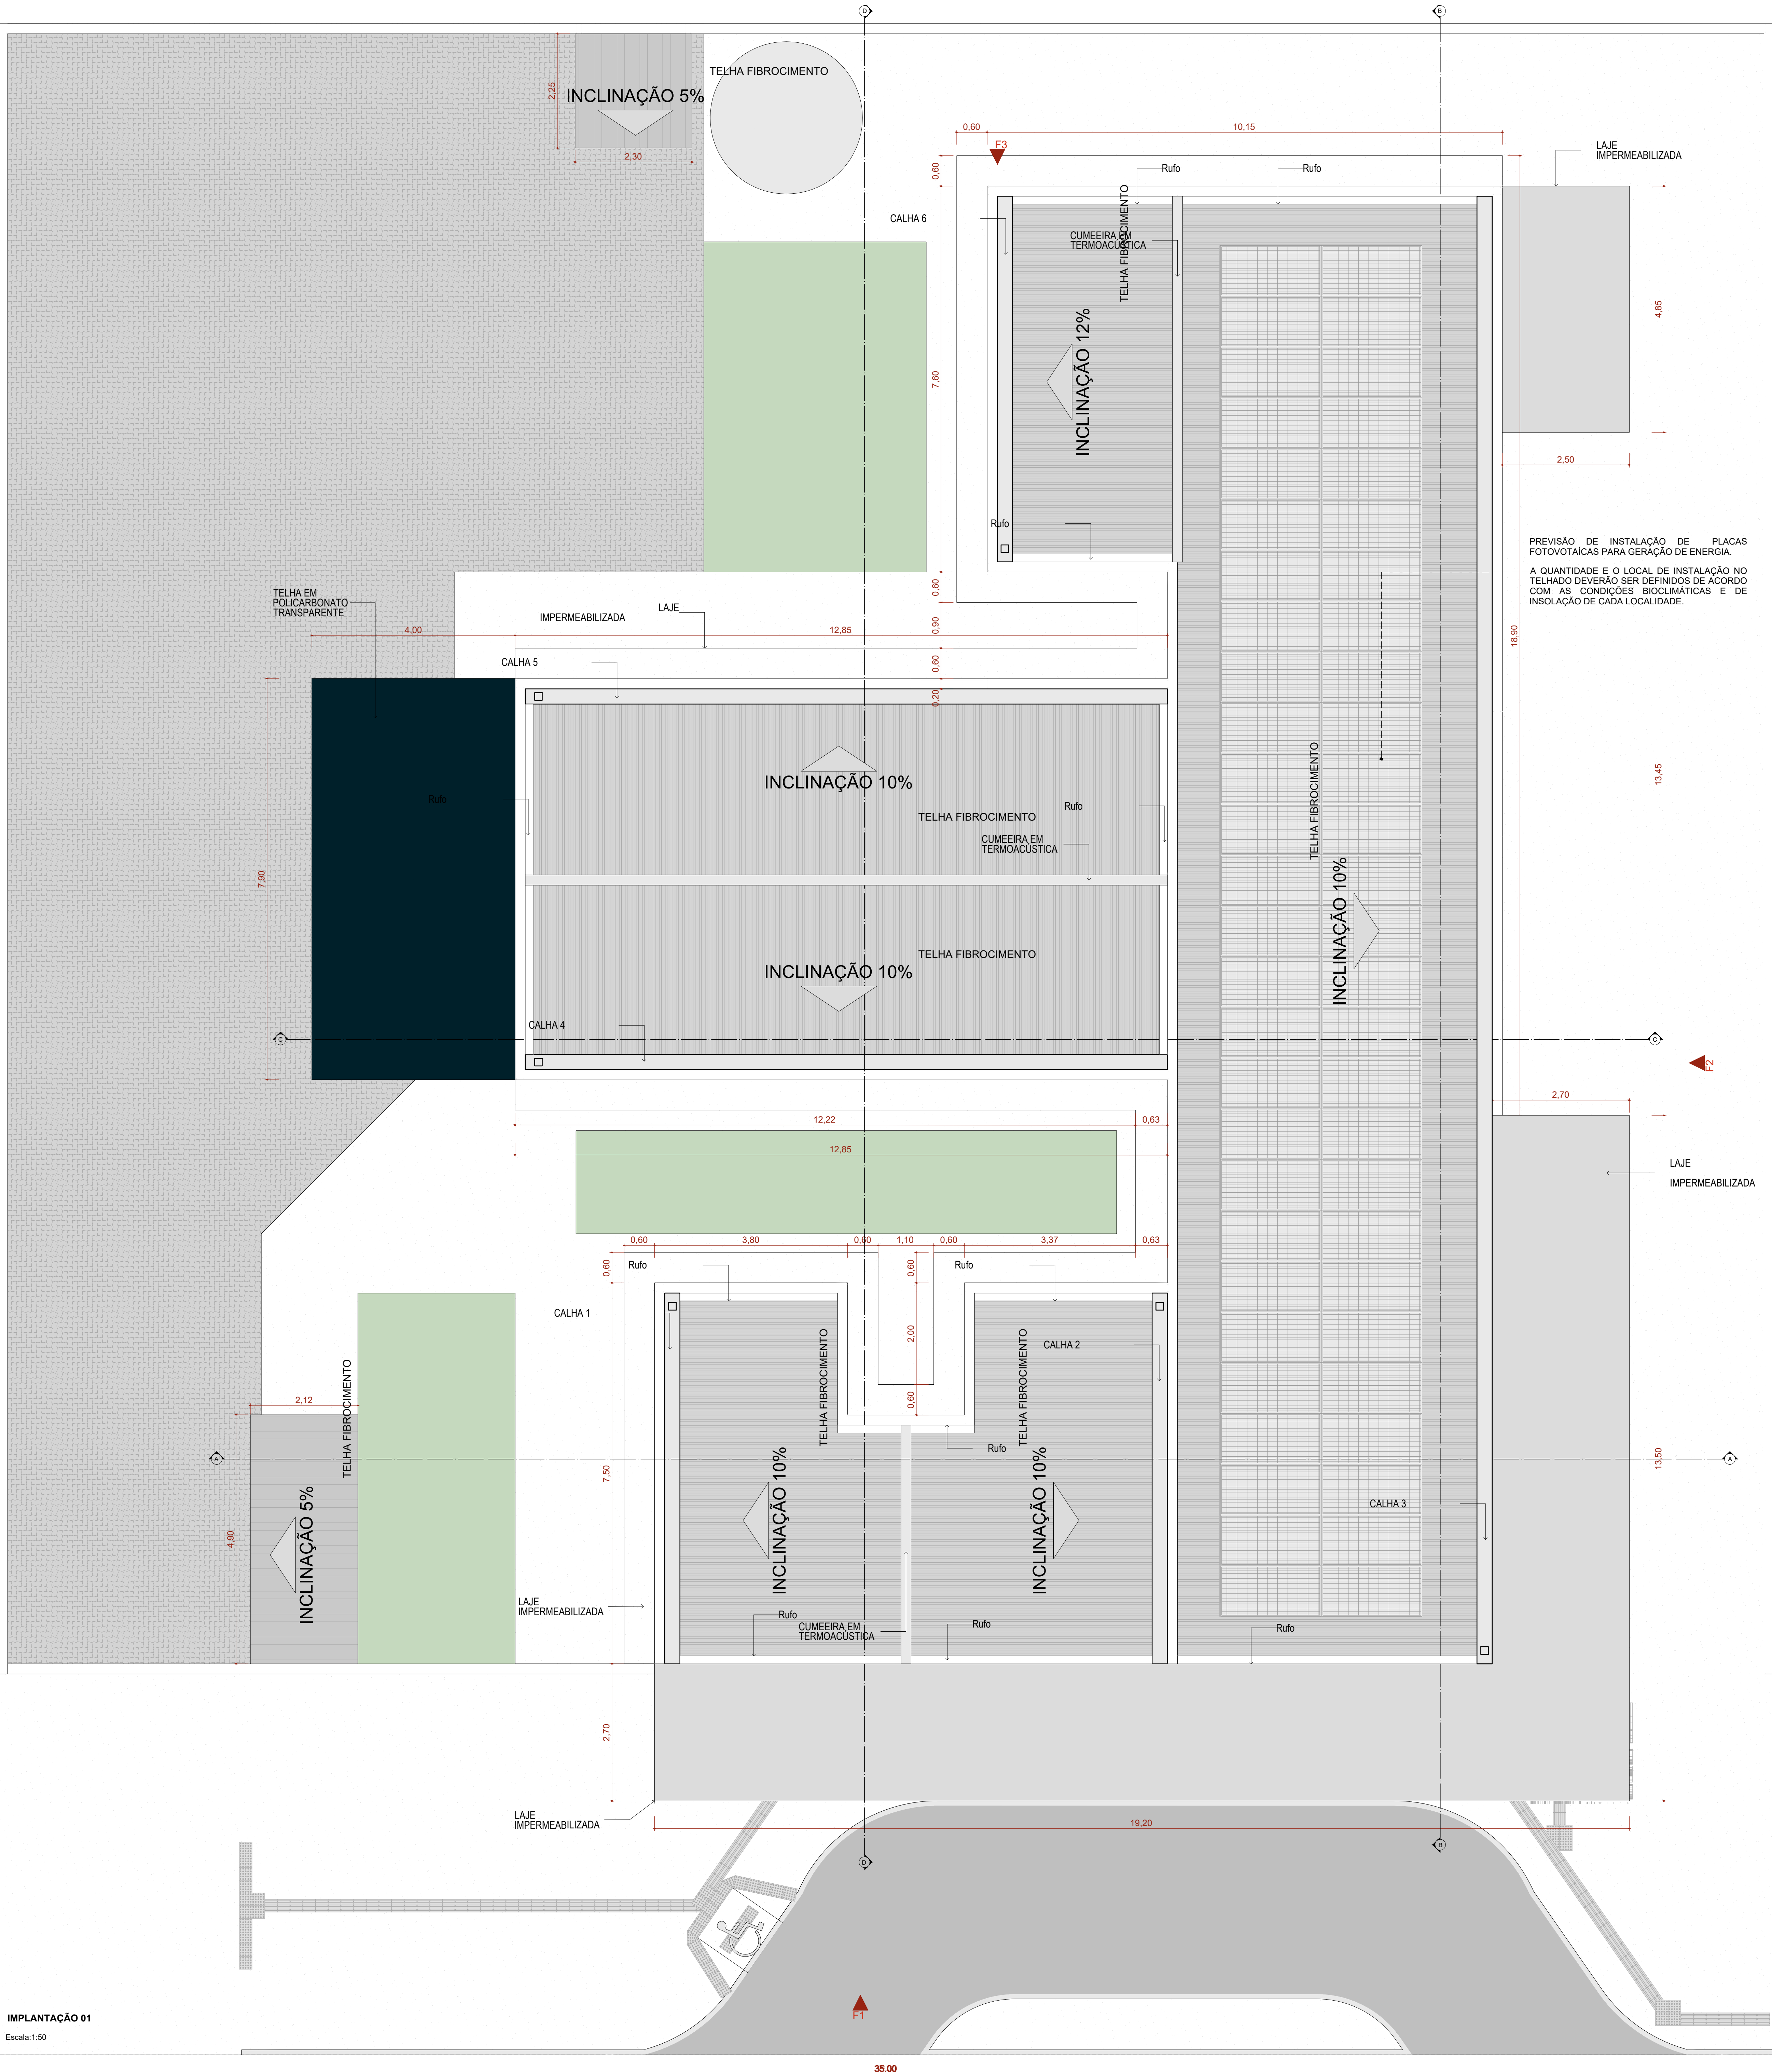 D
B
TELHA FIBROCIMENTO
INCLINAÇÃO 5%
2,25
2,30
0,60
10,15
F3
LAJE
IMPERMEABILIZADA
Rufo
Rufo
0,60
CALHA 6
CUMEEIRA EM
TERMOACÚSTICA
TELHA FIBROCIMENTO
INCLINAÇÃO 12%
4,85
7,60
2,50
Rufo
PREVISÃO DE INSTALAÇÃO DE PLACAS
FOTOVOTAÍCAS PARA GERAÇÃO DE ENERGIA.
A QUANTIDADE E O LOCAL DE INSTALAÇÃO NO
TELHADO DEVERÃO SER DEFINIDOS DE ACORDO
COM AS CONDIÇÕES BIOCLIMÁTICAS E DE
INSOLAÇÃO DE CADA LOCALIDADE.
TELHA EM
POLICARBONATO
TRANSPARENTE
0,60
LAJE
IMPERMEABILIZADA
0,90
18,90
4,00
12,85
CALHA 5
0,60
0,20
13,45
INCLINAÇÃO 10%
Rufo
Rufo
TELHA FIBROCIMENTO
CUMEEIRA EM
TERMOACÚSTICA
TELHA FIBROCIMENTO
7,90
INCLINAÇÃO 10%
TELHA FIBROCIMENTO
INCLINAÇÃO 10%
CALHA 4
C
C
F2
2,70
12,22
0,63
12,85
LAJE
IMPERMEABILIZADA
0,60
3,80
0,60
1,10
0,60
3,37
0,63
0,60
0,60
Rufo
Rufo
CALHA 1
2,00
CALHA 2
TELHA FIBROCIMENTO
TELHA FIBROCIMENTO
TELHA FIBROCIMENTO
2,12
0,60
Rufo
A
A
7,50
13,50
INCLINAÇÃO 10%
INCLINAÇÃO 10%
CALHA 3
4,90
INCLINAÇÃO 5%
LAJE
IMPERMEABILIZADA
Rufo
CUMEEIRA EM
TERMOACÚSTICA
Rufo
Rufo
2,70
LAJE
IMPERMEABILIZADA
19,20
D
B
F1
IMPLANTAÇÃO 01
Escala:1:50
35,00